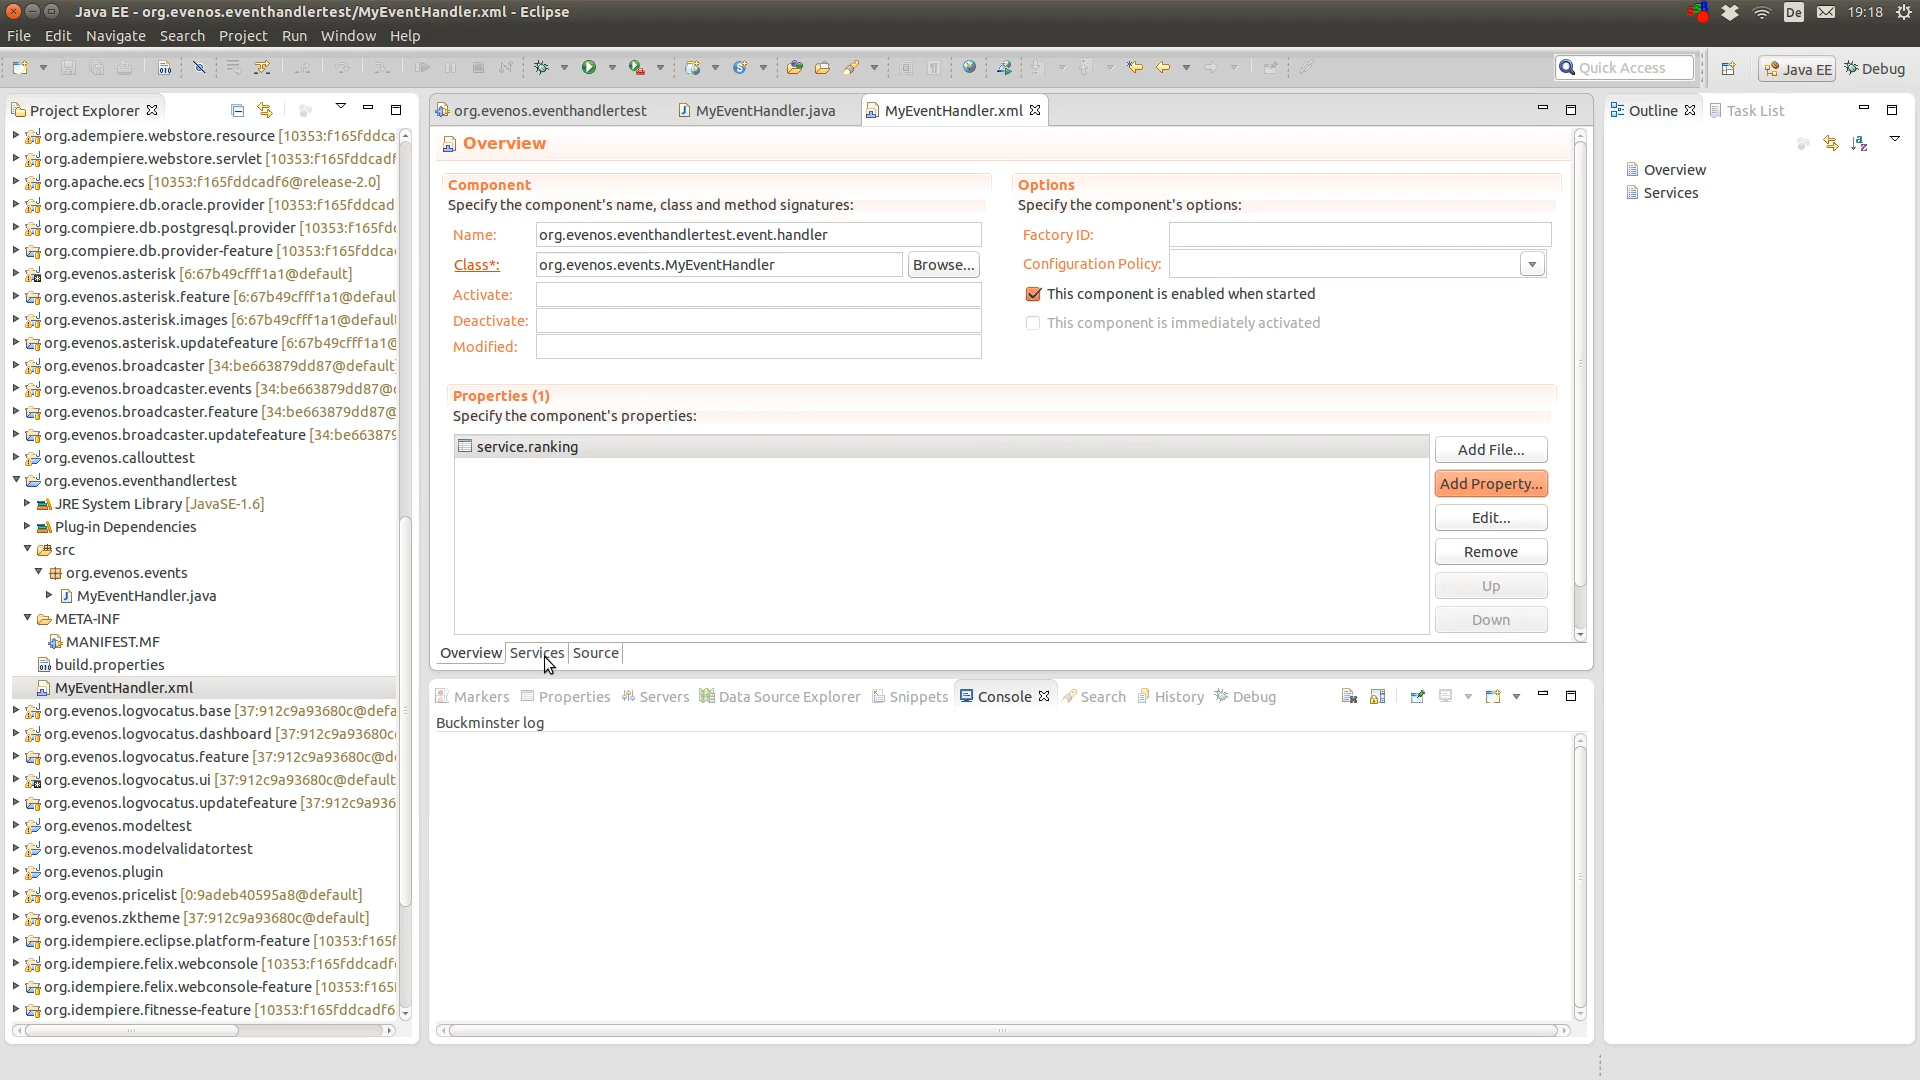 Java EE - org.evenos.eventhandlertest/MyEventHandler.xml - Eclipse
De
19:18
File Edit Navigate Search Project Run Window Help
Quick Access
Java EE
Debug
Project Explorer
org.adempiere.webstore.resource [10353:f165fddca
org.adempiere.webstore.servlet [10353:f165fddcadf
org.apache.ecs [10353:f165fddcadf6@release-2.0]
org.compiere.db.oracle.provider [10353:f165fddcad
org.compiere.db.postgresql.provider [10353:f165fdc
org.compiere.db.provider-feature [10353:f165fddca
org.evenos.asterisk [6:67b49cfff1a1@default]
org.evenos.asterisk.feature [6:67b49cfff1a1@defaul
org.evenos.asterisk.images [6:67b49cfff1a1@defaul
org.evenos.asterisk.updatefeature [6:67b49cfff1a1@
org.evenos.broadcaster [34:be663879dd87@default
org.evenos.broadcaster.events [34:be663879dd87@
org.evenos.broadcaster.feature [34:be663879dd87@
org.evenos.broadcaster.updatefeature [34:be66387
org.evenos.callouttest
org.evenos.eventhandlertest
JRE System Library [JavaSE-1.6]
Plug-in Dependencies
src
org.evenos.events
MyEventHandler.java
META-INF
MANIFEST.MF
build.properties
MyEventHandler.xml
org.evenos.logvocatus.base [37:912c9a93680c@defa
org.evenos.logvocatus.dashboard [37:912c9a93680c
org.evenos.logvocatus.feature [37:912c9a93680c@d
org.evenos.logvocatus.ui [37:912c9a93680c@default
org.evenos.logvocatus.updatefeature [37:912c9a936
org.evenos.modeltest
org.evenos.modelvalidatortest
org.evenos.plugin
org.evenos.pricelist [0:9adeb40595a8@default]
org.evenos.zktheme [37:912c9a93680c@default]
org.idempiere.eclipse.platform-feature [10353:f165f
org.idempiere.felix.webconsole [10353:f165fddcadf
org.idempiere.felix.webconsole-feature [10353:f165
org.idempiere.fitnesse-feature [10353:f165fddcadf6
org.evenos.eventhandlertest
MyEventHandler.java
MyEventHandler.xml
Overview
Component
Specify the component's name, class and method signatures:
Name: org.evenos.eventhandlertest.event.handler
Class*: org.evenos.events.MyEventHandler Browse...
Activate:
Deactivate:
Modified:
Options
Specify the component's options:
Factory ID:
Configuration Policy:
This component is enabled when started
This component is immediately activated
Properties (1)
Specify the component's properties:
service.ranking
Add File...
Add Property...
Edit...
Remove
Up
Down
Overview Services Source
Markers Properties Servers Data Source Explorer Snippets Console Search History Debug
Buckminster log
Outline
Task List
Overview
Services